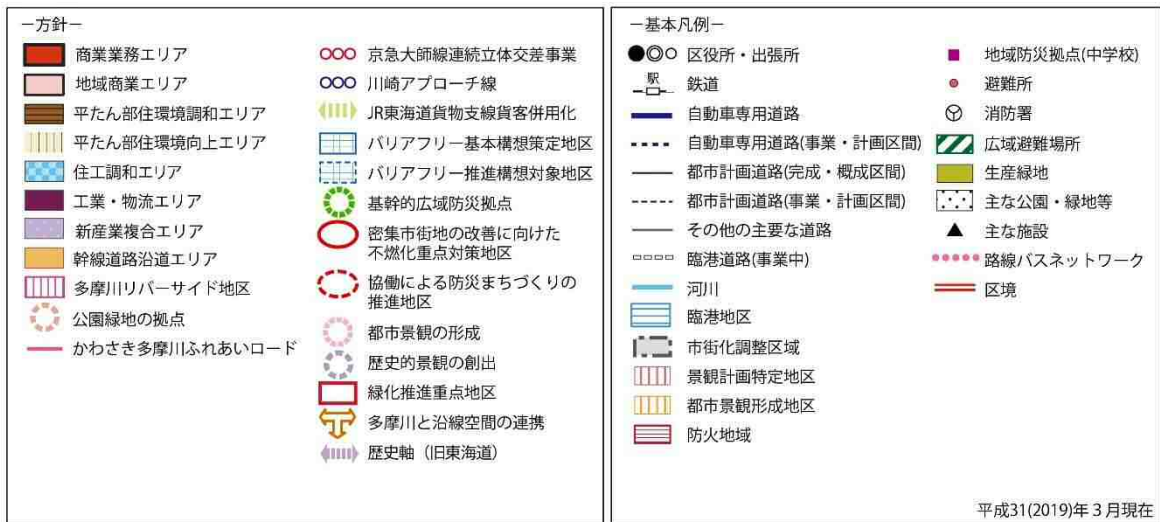 －方針－
商業業務エリア
地域商業エリア
平たん部住環境調和エリア
平たん部住環境向上エリア
住工調和エリア
工業・物流エリア
新産業複合エリア
幹線道路沿道エリア
多摩川リバーサイド地区
公園緑地の拠点
かわさき多摩川ふれあいロード
京急大師線連続立体交差事業
川崎アプローチ線
JR東海道貨物支線貨客併用化
バリアフリー基本構想策定地区
バリアフリー推進構想対象地区
基幹的広域防災拠点
密集市街地の改善に向けた
不燃化重点対策地区
協働による防災まちづくりの
推進地区
都市景観の形成
歴史的景観の創出
緑化推進重点地区
多摩川と沿線空間の連携
歴史軸（旧東海道）
－基本凡例－
区役所・出張所
駅
鉄道
自動車専用道路
自動車専用道路(事業・計画区間)
都市計画道路(完成・概成区間)
都市計画道路(事業・計画区間)
その他の主要な道路
臨港道路(事業中)
河川
臨港地区
市街化調整区域
景観計画特定地区
都市景観形成地区
防火地域
地域防災拠点(中学校)
避難所
消防署
広域避難場所
生産緑地
主な公園・緑地等
主な施設
路線バスネットワーク
区境
平成31(2019)年３月現在